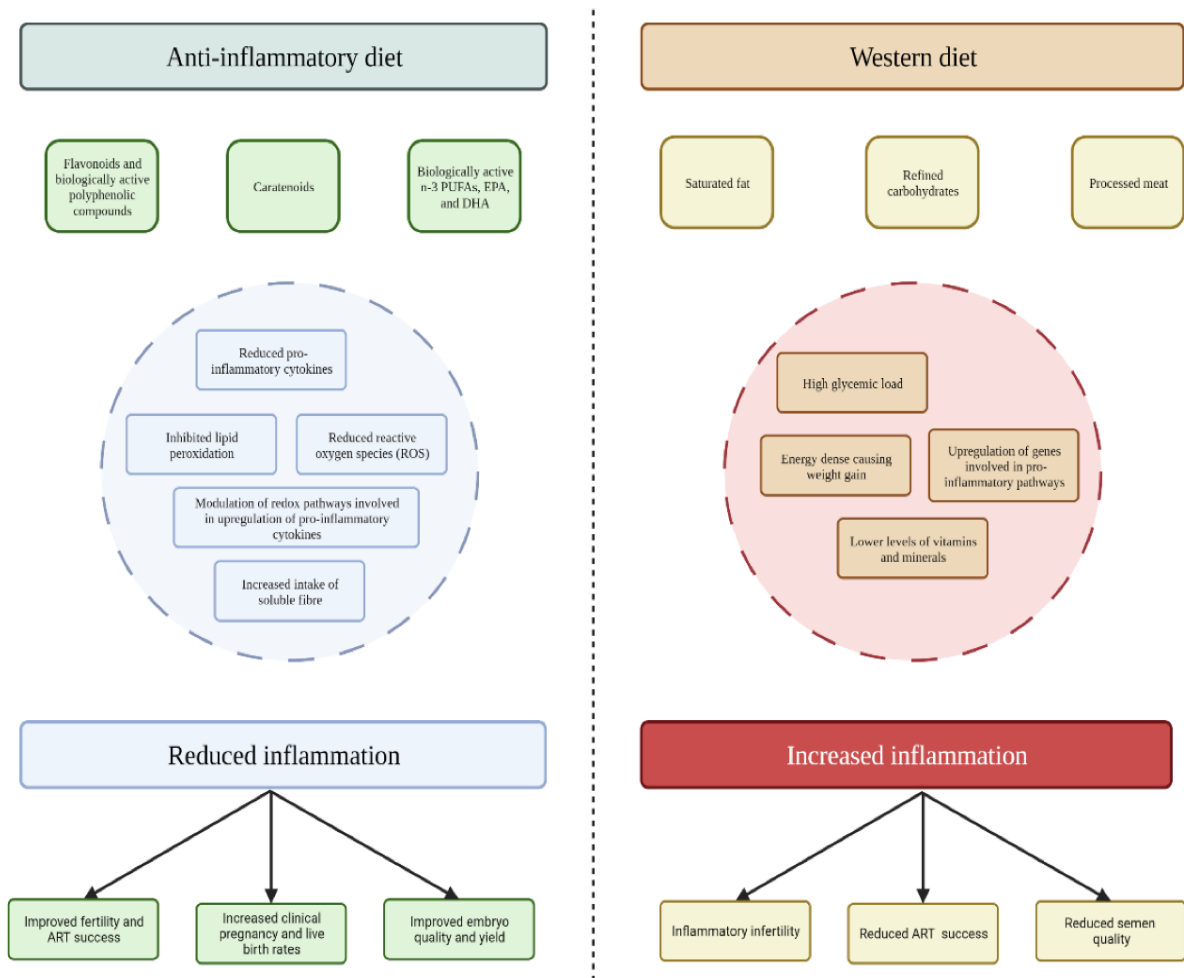 Anti-inflammatory diet
Flavonoids and
biologically active
polyphenolic
compounds
Caratenoids
Biologically active
n-3 PUFAs, EPA,
and DHA
Reduced pro-
inflammatory cytokines
Inhibited lipid
peroxidation
Reduced reactive
oxygen species (ROS)
Modulation of redox pathways involved
in upregulation of pro-inflammatory
cytokines
Increased intake of
soluble fibre
Reduced inflammation
Improved fertility and
ART success
Increased clinical
pregnancy and live
birth rates
Improved embryo
quality and yield
Western diet
Saturated fat
Refined
carbohydrates
Processed meat
High glycemic load
Energy dense causing
weight gain
Upregulation of genes
involved in pro-
inflammatory pathways
Lower levels of vitamins
and minerals
Increased inflammation
Inflammatory infertility
Reduced ART success
Reduced semen
quality